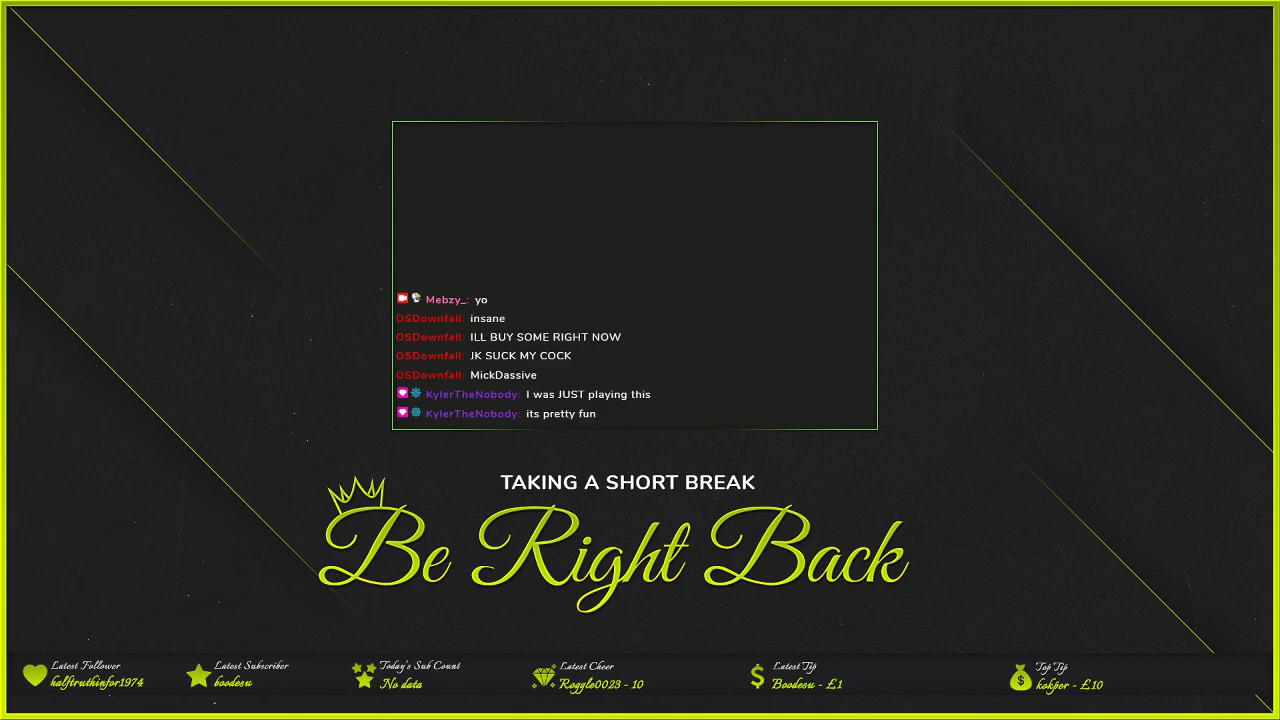 Mebzy_: yo
OSDownfall: insane
OSDownfall: ILL BUY SOME RIGHT NOW
OSDownfall: JK SUCK MY COCK
OSDownfall: MickDassive
KylerTheNobody: I was JUST playing this
KylerTheNobody: its pretty fun
TAKING A SHORT BREAK
Be Right Back
Latest Follower
halftruthinfor1974
Latest Subscriber
boodesu
Today's Sub Count
No data
Latest Cheer
Roggle0023 - 10
Latest Tip
Boodesu - £1
Top Tip
kokper - £10